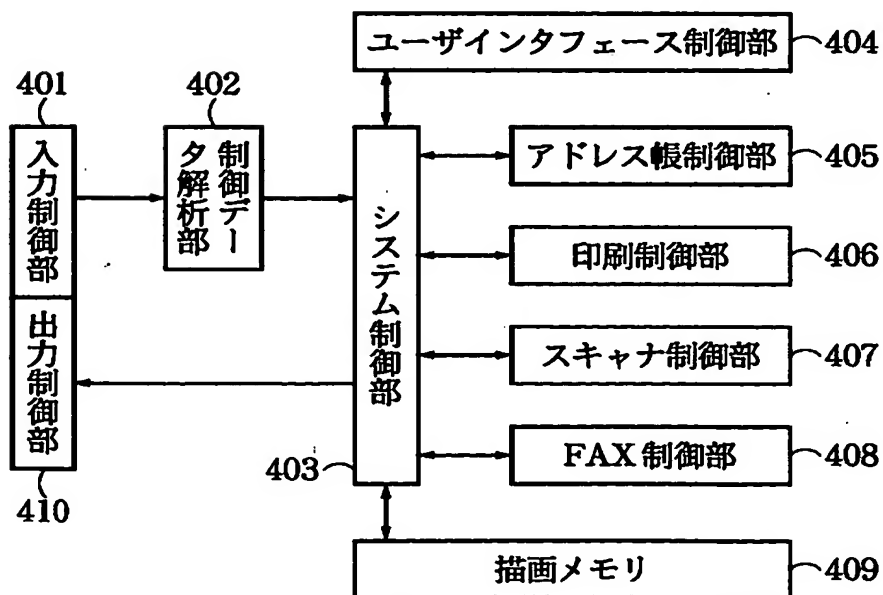 ユーザインタフェース制御部
404
401
402
入力制御部
制御デー
タ解析部
システム制御部
403
アドレス帳制御部
405
印刷制御部
406
スキャナ制御部
407
FAX制御部
408
出力制御部
410
描画メモリ
409